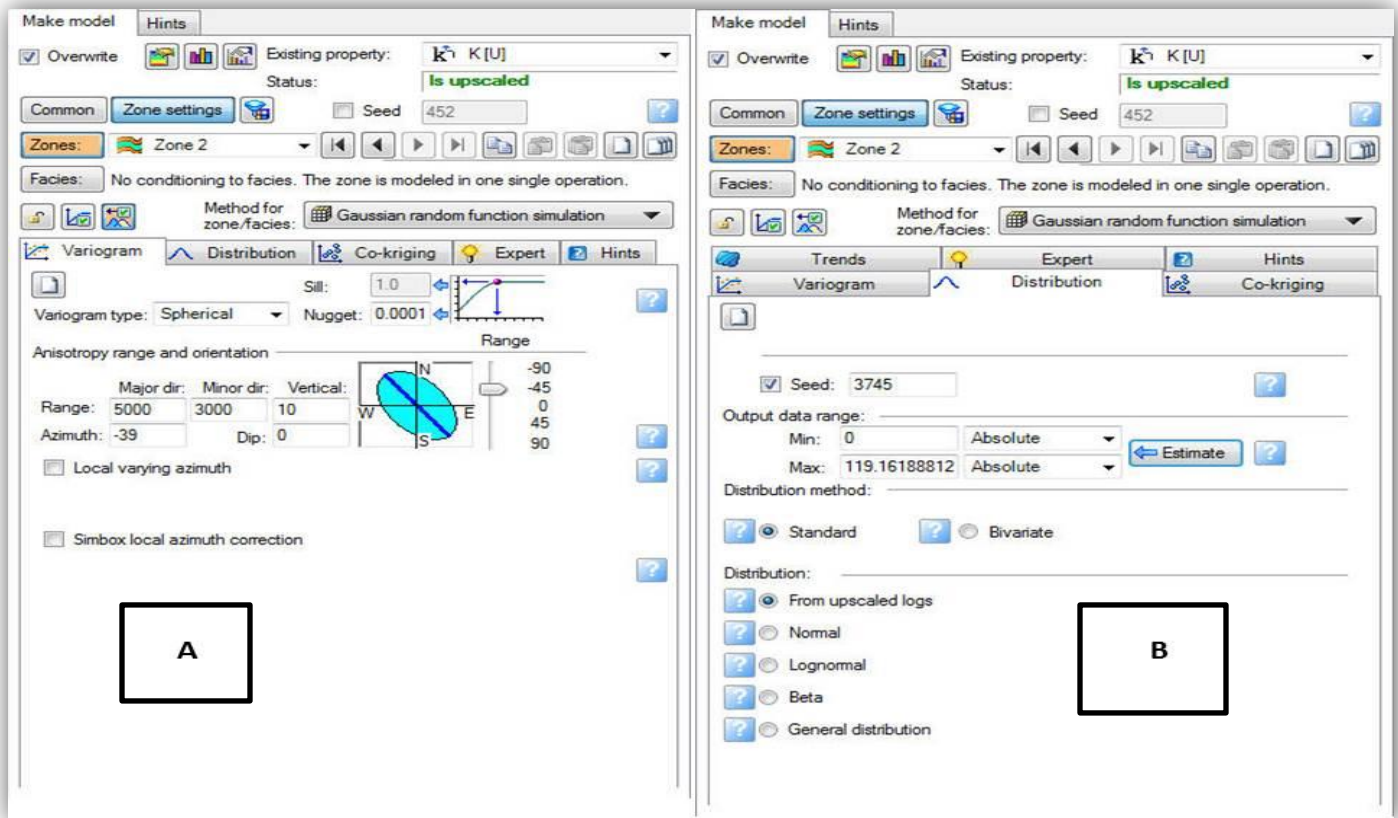 Make model Hints
Overwrite Existing property: K [U]
Status: Is upscaled
Common Zone settings Seed 452
Zones: Zone 2
Facies: No conditioning to facies. The zone is modeled in one single operation.
Method for zone/facies: Gaussian random function simulation
Variogram Distribution Co-kriging Expert Hints
Sill: 1.0
Variogram type: Spherical Nugget: 0.0001
Range
Anisotropy range and orientation
Major dir: Minor dir: Vertical:
Range: 5000 3000 10
Azimuth: -39 Dip: 0
N
W E
S
-90
-45
0
45
90
Local varying azimuth
Simbox local azimuth correction
A
Make model Hints
Overwrite Existing property: K [U]
Status: Is upscaled
Common Zone settings Seed 452
Zones: Zone 2
Facies: No conditioning to facies. The zone is modeled in one single operation.
Method for zone/facies: Gaussian random function simulation
Trends Expert Hints
Variogram Distribution Co-kriging
Seed: 3745
Output data range:
Min: 0 Absolute
Estimate
Max: 119.16188812 Absolute
Distribution method:
Standard Bivariate
Distribution:
From upscaled logs
Normal
Lognormal
Beta
General distribution
B